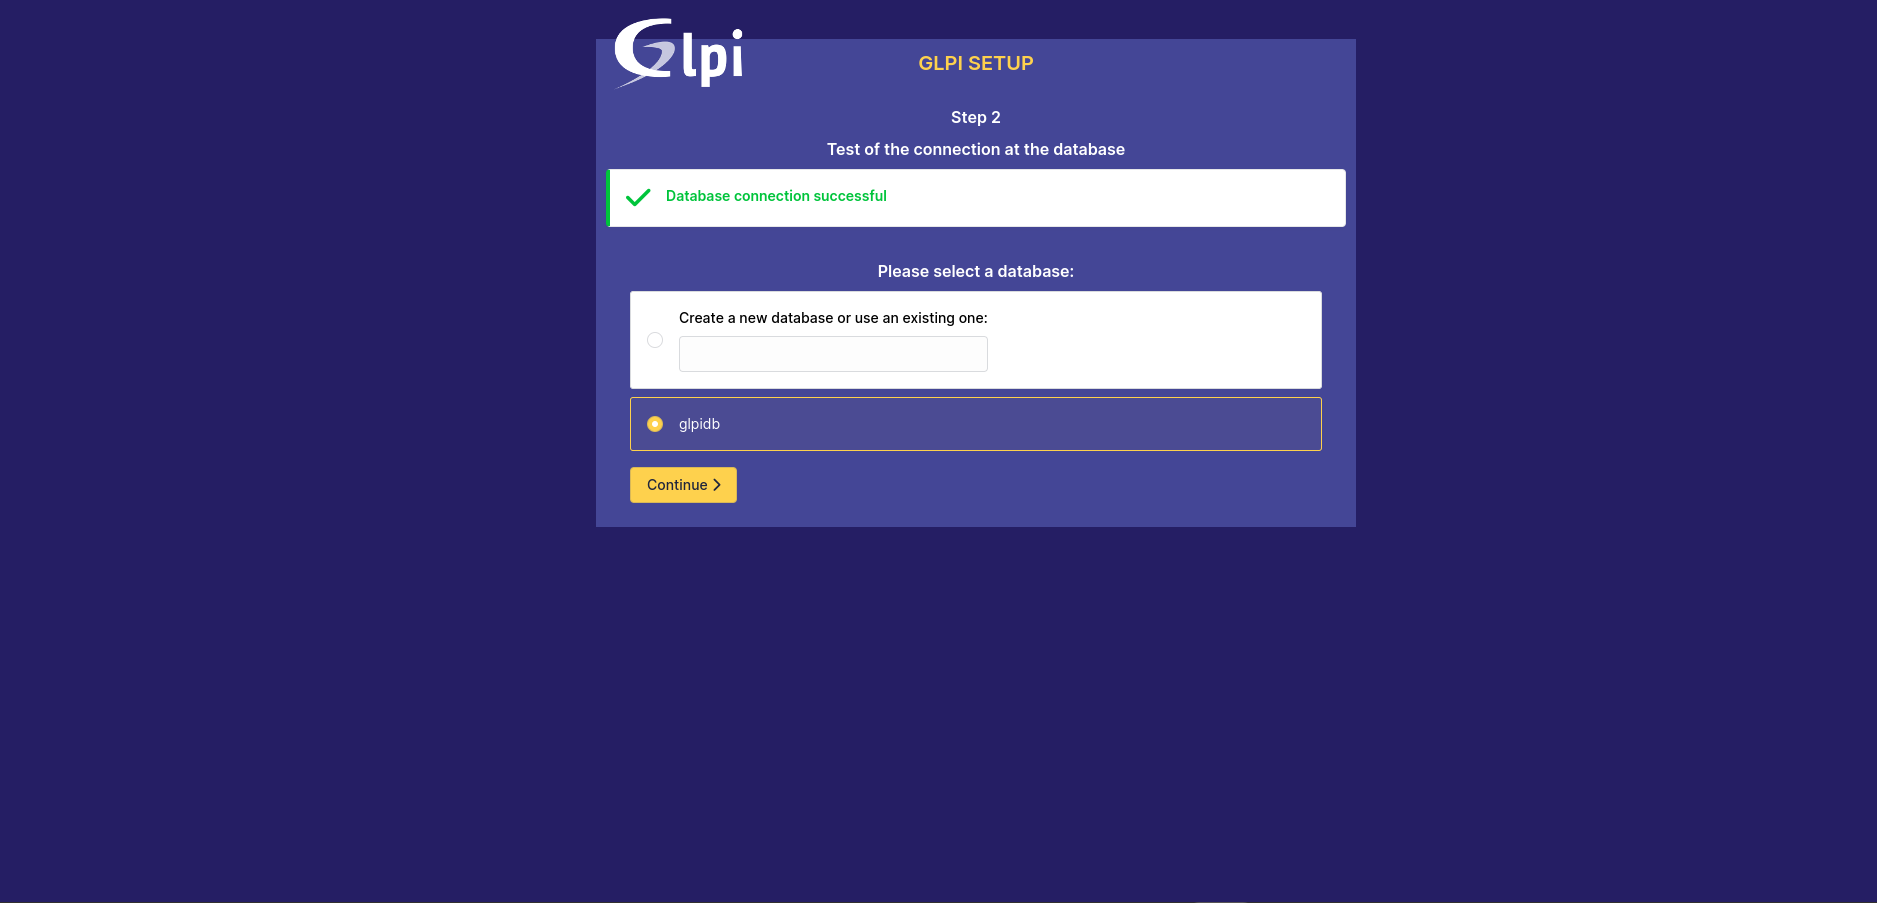 Glpi
GLPI SETUP
Step 2
Test of the connection at the database
Database connection successful
Please select a database:
Create a new database or use an existing one:
glpidb
Continue